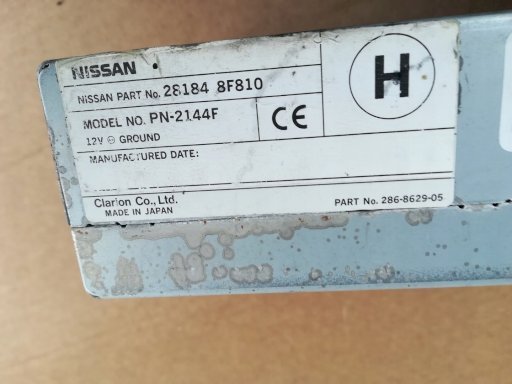 NISSAN
NISSAN PART No. 28184 8F810
H
MODEL NO. PN-2144F
CE
12V ⊖ GROUND
MANUFACTURED DATE:
Clarion Co., Ltd.
MADE IN JAPAN
PART No. 286-8629-05